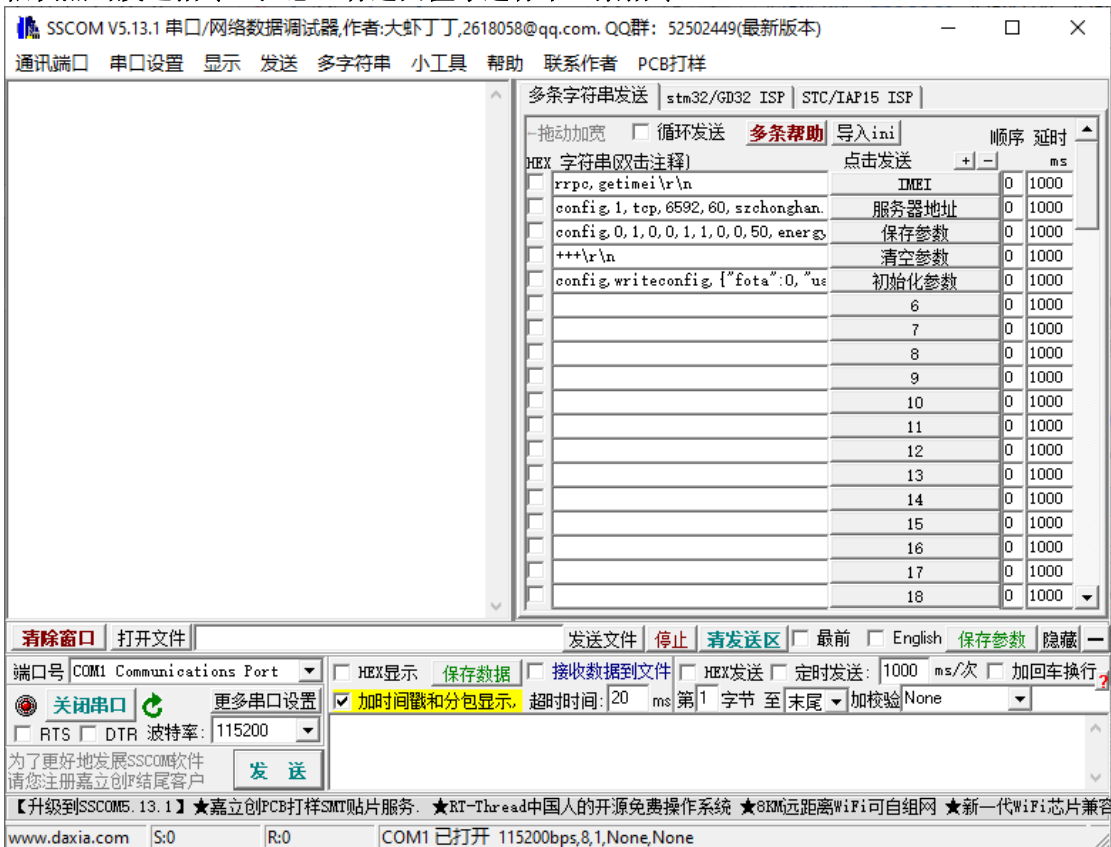 SSCOM V5.13.1 串口/网络数据调试器,作者:大虾丁丁,2618058@qq.com. QQ群：52502449(最新版本)
通讯端口 串口设置 显示 发送 多字符串 小工具 帮助 联系作者 PCB打样
多条字符串发送 stm32/GD32 ISP STC/IAP15 ISP
拖动加宽 循环发送 多条帮助 导入ini 顺序 延时
HEX 字符串(双击注释) 点击发送 + - ms
rrpc,getimei\r\n IMEI 0 1000
config,1,tcp,6592,60,szchonghan. 服务器地址 0 1000
config,0,1,0,0,1,1,0,0,50,energy 保存参数 0 1000
+++\r\n 清空参数 0 1000
config,writeconfig,{"fota":0,"us 初始化参数 0 1000
6 0 1000
7 0 1000
8 0 1000
9 0 1000
10 0 1000
11 0 1000
12 0 1000
13 0 1000
14 0 1000
15 0 1000
16 0 1000
17 0 1000
18 0 1000
清除窗口 打开文件 发送文件 停止 清发送区 最前 English 保存参数 隐藏
端口号 COM1 Communications Port HEX显示 保存数据 接收数据到文件 HEX发送 定时发送: 1000 ms/次 加回车换行
关闭串口 更多串口设置 加时间戳和分包显示, 超时时间: 20 ms 第1 字节 至 末尾 加校验 None
RTS DTR 波特率: 115200
为了更好地发展SSCOM软件
请您注册嘉立创F结尾客户
发 送
【升级到SSCOM5.13.1】★嘉立创PCB打样SMT贴片服务. ★RT-Thread中国人的开源免费操作系统 ★8KM远距离WiFi可自组网 ★新一代WiFi芯片兼容
www.daxia.com S:0 R:0 COM1 已打开 115200bps,8,1,None,None